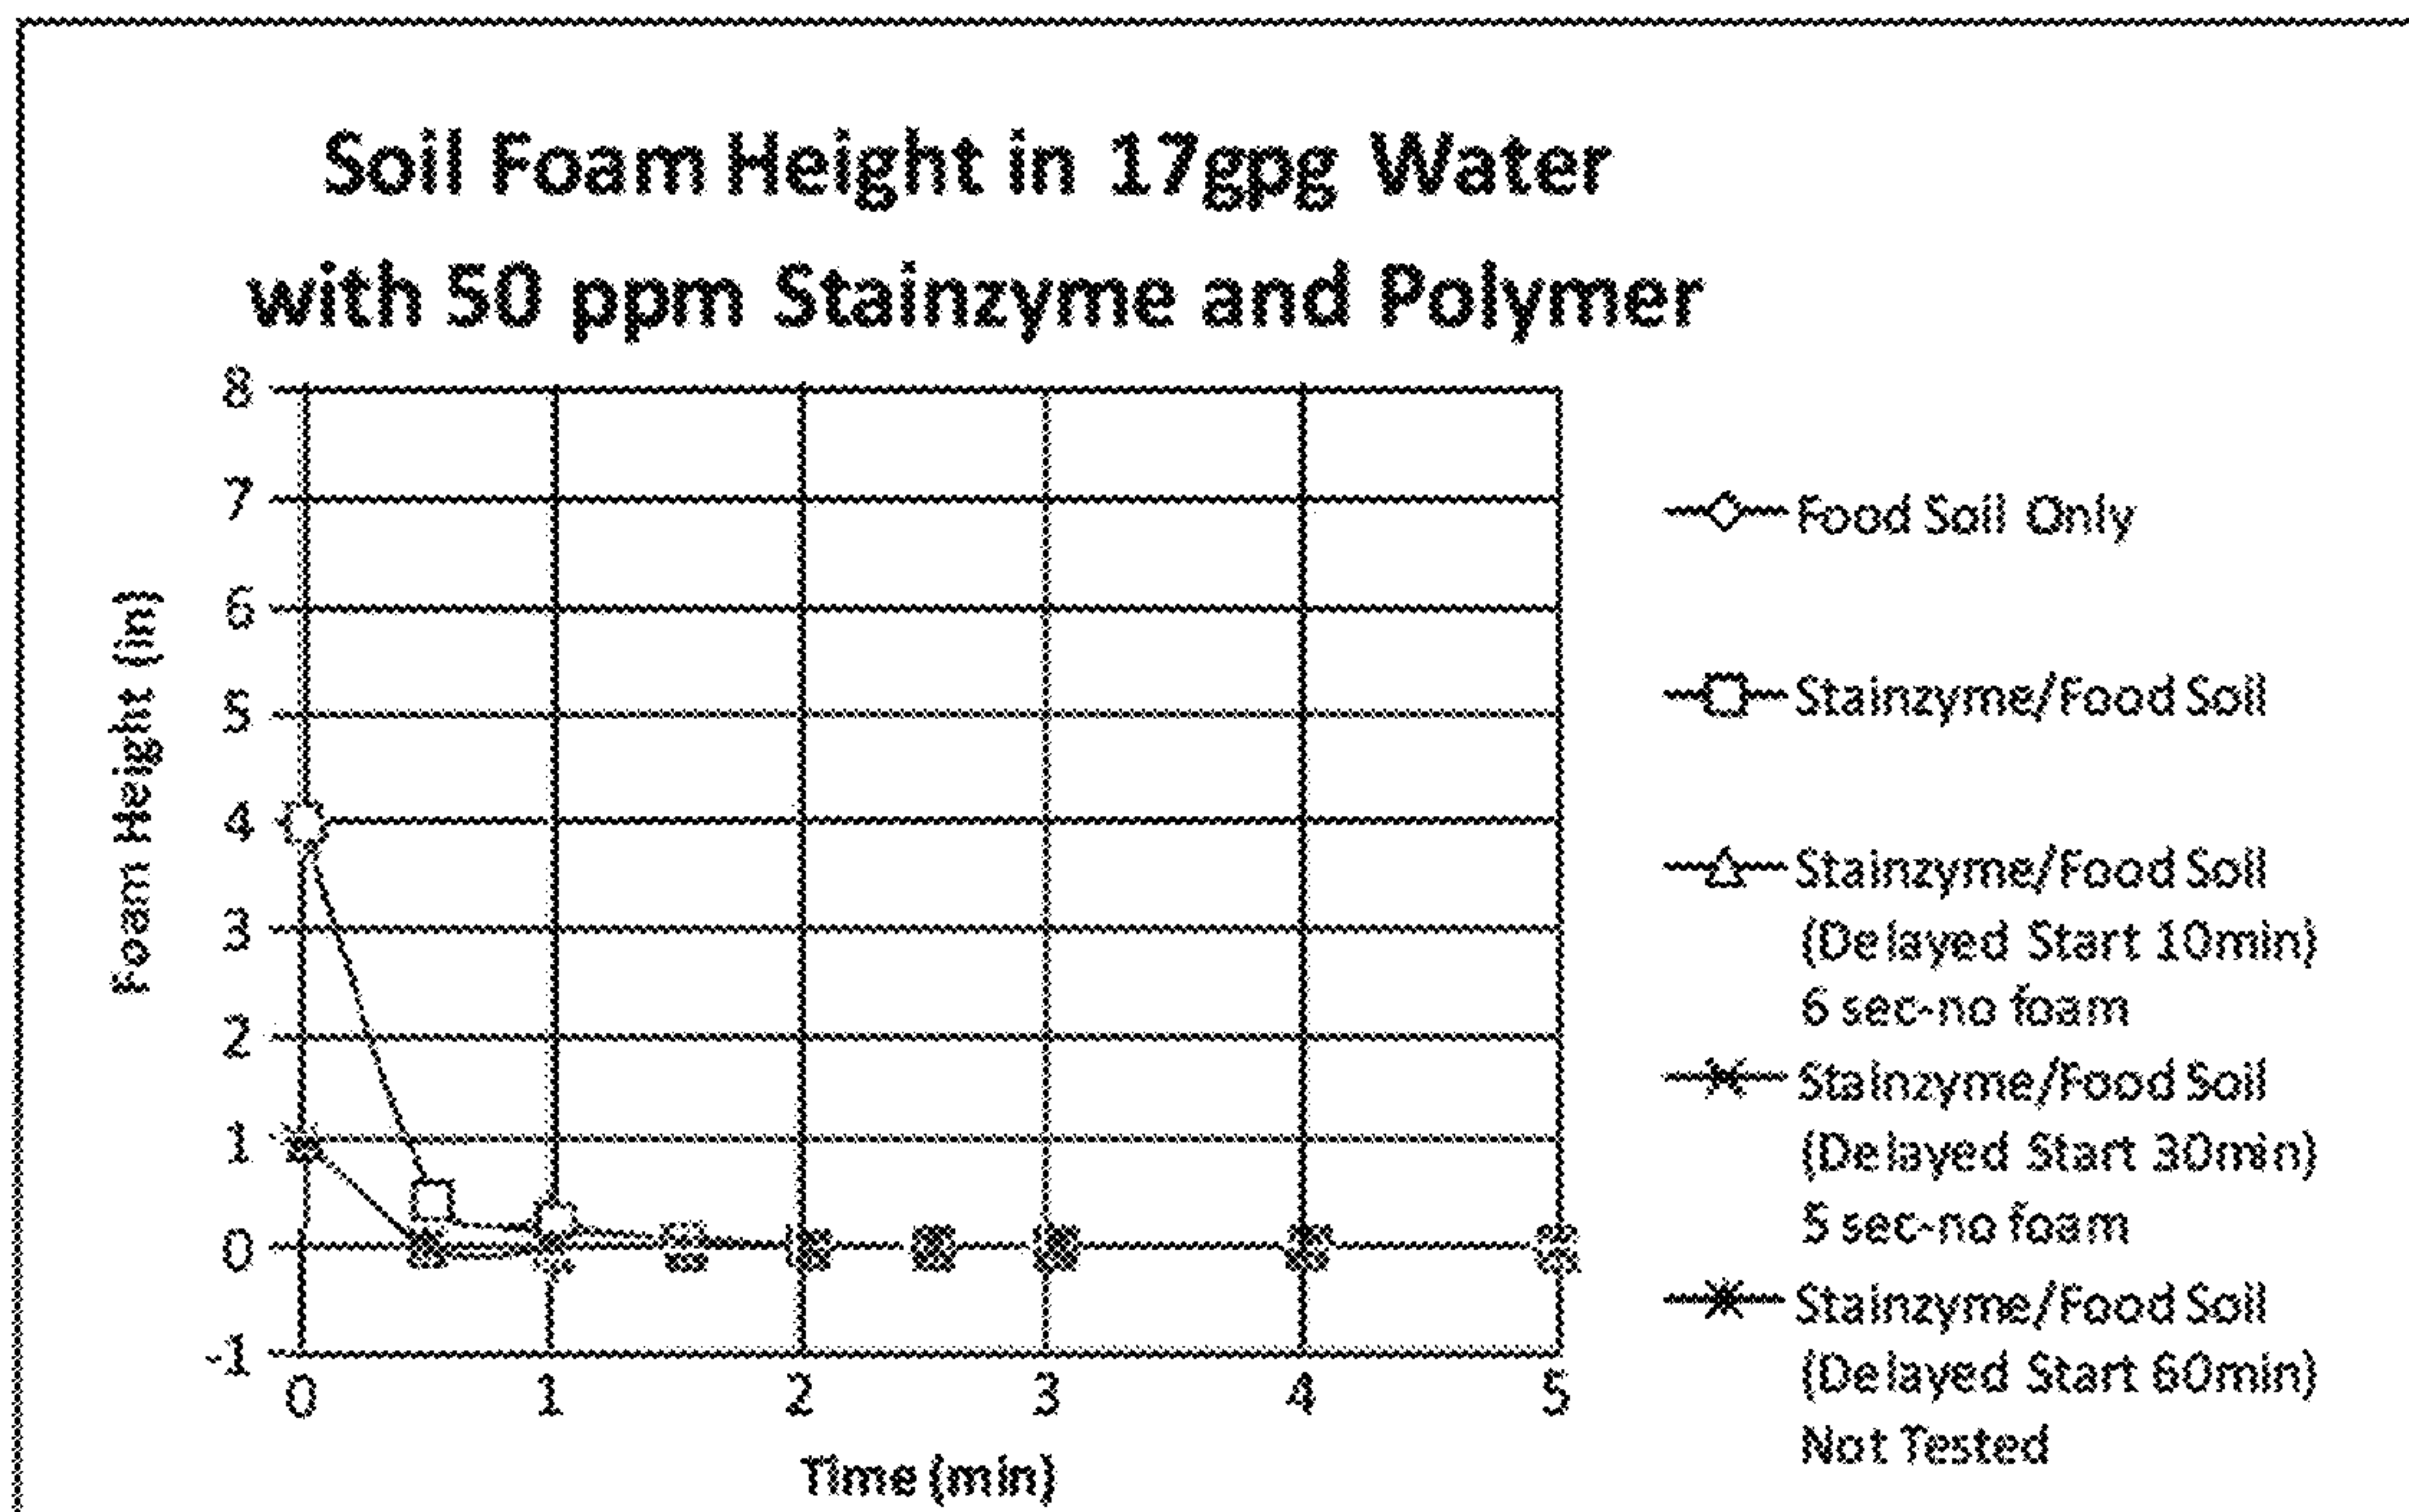 Soil Foam Height in 17gpg Water
with 50 ppm Stainzyme and Polymer
Foam Height (in)
8
7
6
5
4
3
2
1
0
-1
0 1 2 3 4 5
Time (min)
Food Soil Only
Stainzyme/Food Soil
Stainzyme/Food Soil
(Delayed Start 10min)
6 sec-no foam
Stainzyme/Food Soil
(Delayed Start 30min)
5 sec-no foam
Stainzyme/Food Soil
(Delayed Start 60min)
Not Tested